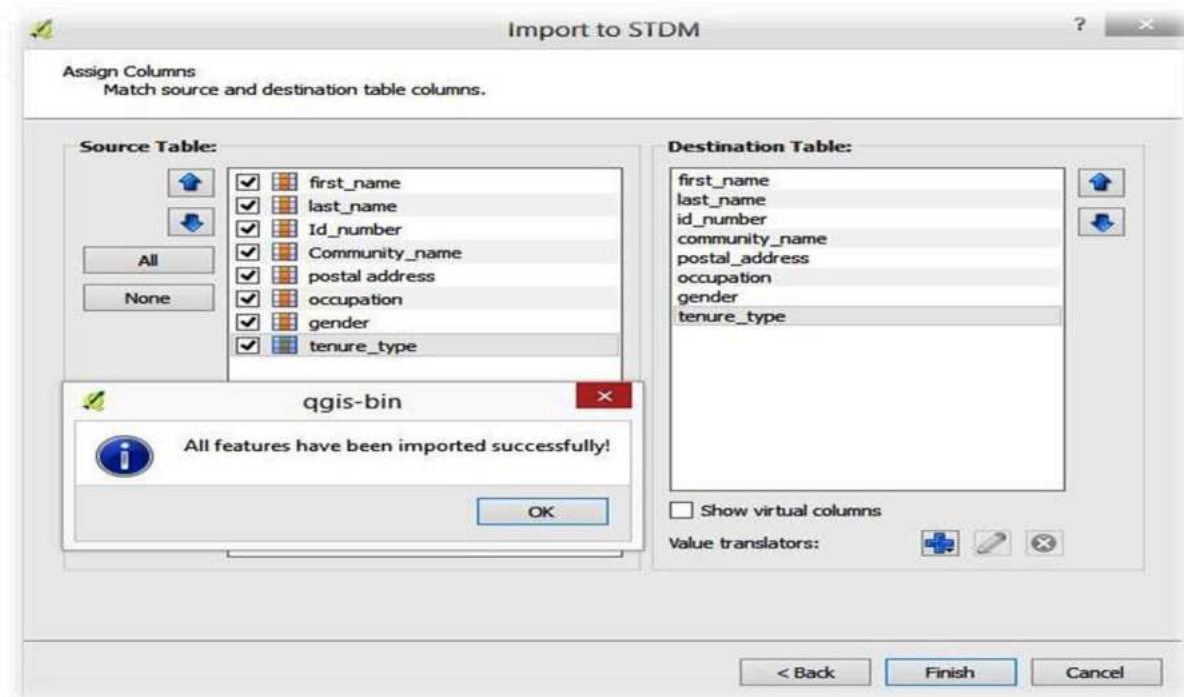 Import to STDM
?
Assign Columns
Match source and destination table columns.
Source Table:
All
None
first_name
last_name
Id_number
Community_name
postal address
occupation
gender
tenure_type
Destination Table:
first_name
last_name
id_number
community_name
postal_address
occupation
gender
tenure_type
qgis-bin
All features have been imported successfully!
OK
Show virtual columns
Value translators:
< Back
Finish
Cancel